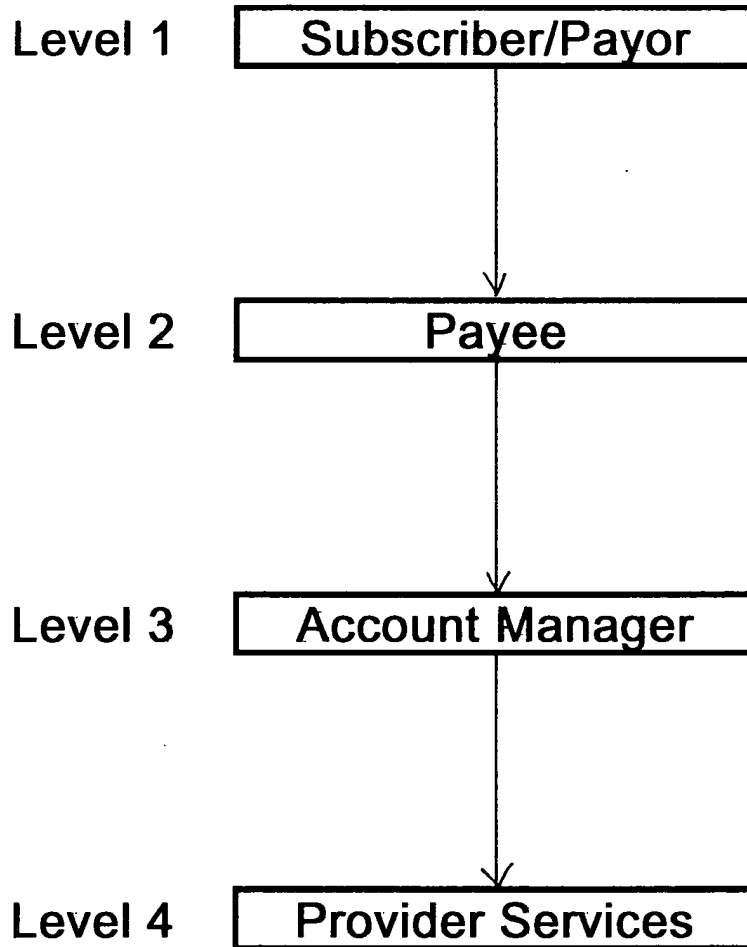 Level 1 Subscriber/Payor
Level 2 Payee
Level 3 Account Manager
Level 4 Provider Services